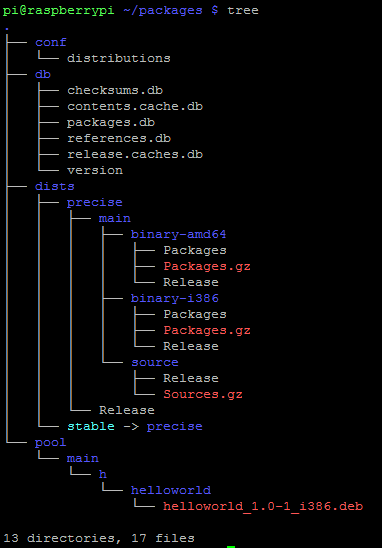 pi@raspberrypi ~/packages $ tree
.
├── conf
│   └── distributions
├── db
│   ├── checksums.db
│   ├── contents.cache.db
│   ├── packages.db
│   ├── references.db
│   ├── release.caches.db
│   └── version
├── dists
│   ├── precise
│   │   ├── main
│   │   │   ├── binary-amd64
│   │   │   │   ├── Packages
│   │   │   │   ├── Packages.gz
│   │   │   │   └── Release
│   │   │   ├── binary-i386
│   │   │   │   ├── Packages
│   │   │   │   ├── Packages.gz
│   │   │   │   └── Release
│   │   │   └── source
│   │   │       ├── Release
│   │   │       └── Sources.gz
│   │   └── Release
│   └── stable -> precise
└── pool
    └── main
        └── h
            └── helloworld
                └── helloworld_1.0-1_i386.deb

13 directories, 17 files